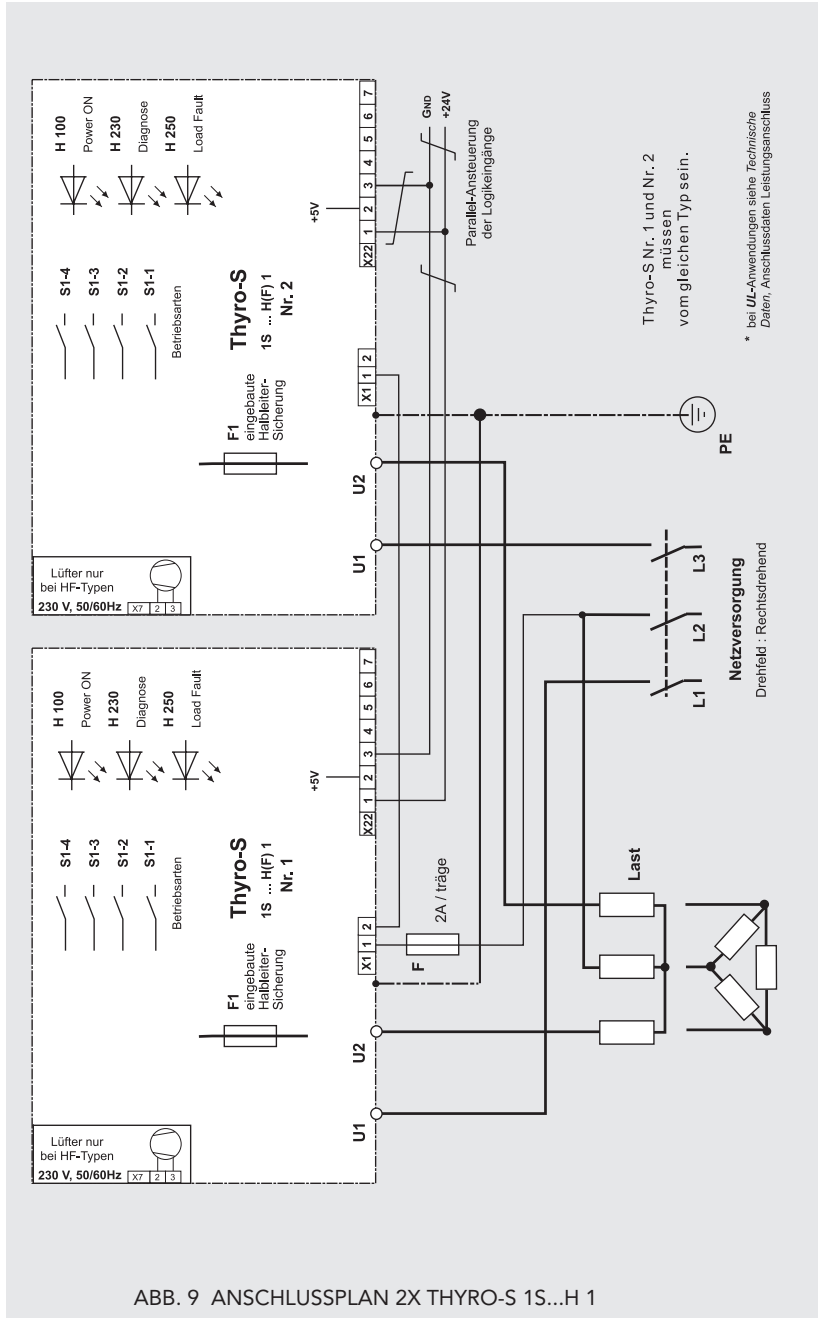 Lüfter nur
bei HF-Typen
230 V, 50/60Hz X7 2 3
F1
eingebaute
Halbleiter-
Sicherung
S1-4
S1-3
S1-2
S1-1
Betriebsarten
H 100
Power ON
H 230
Diagnose
H 250
Load Fault
Thyro-S
1S ... H(F) 1
Nr. 1
+5V
U1
U2
X1 1 2
X22 1 2 3 4 5 6 7
Lüfter nur
bei HF-Typen
230 V, 50/60Hz X7 2 3
F1
eingebaute
Halbleiter-
Sicherung
S1-4
S1-3
S1-2
S1-1
Betriebsarten
H 100
Power ON
H 230
Diagnose
H 250
Load Fault
Thyro-S
1S ... H(F) 1
Nr. 2
+5V
U1
U2
X1 1 2
X22 1 2 3 4 5 6 7
GND
+24V
F
2A / träge
Parallel-Ansteuerung
der Logikeingänge
PE
Last
L1
L2
L3
Netzversorgung
Drehfeld : Rechtsdrehend
Thyro-S Nr. 1 und Nr. 2
müssen
vom gleichen Typ sein.
* bei UL-Anwendungen siehe Technische
Daten, Anschlussdaten Leistungsanschluss
ABB. 9 ANSCHLUSSPLAN 2X THYRO-S 1S...H 1